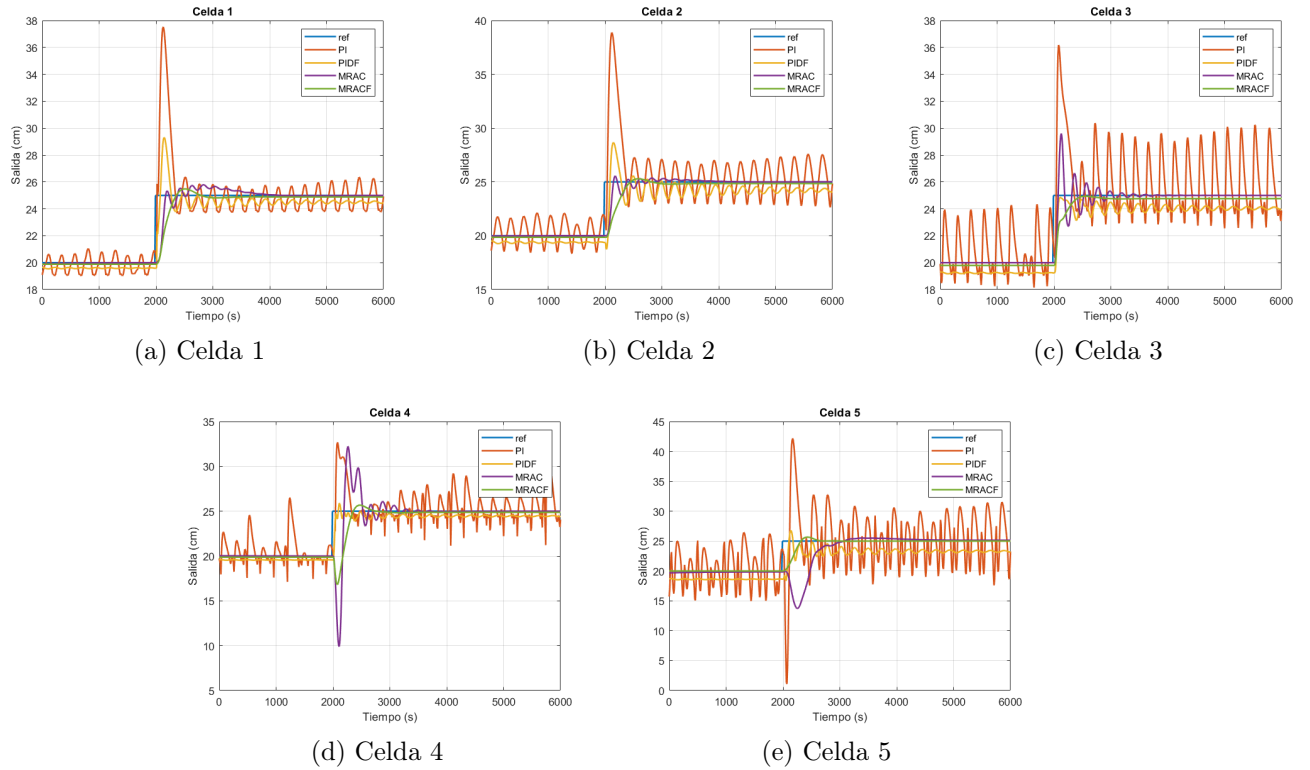 Celda 1
38
36
34
32
30
28
26
24
22
20
18
Salida (cm)
0 1000 2000 3000 4000 5000 6000
Tiempo (s)
ref
PI
PIDF
MRAC
MRACF
(a) Celda 1
Celda 2
40
35
30
25
20
15
Salida (cm)
0 1000 2000 3000 4000 5000 6000
Tiempo (s)
ref
PI
PIDF
MRAC
MRACF
(b) Celda 2
Celda 3
38
36
34
32
30
28
26
24
22
20
18
Salida (cm)
0 1000 2000 3000 4000 5000 6000
Tiempo (s)
ref
PI
PIDF
MRAC
MRACF
(c) Celda 3
Celda 4
35
30
25
20
15
10
5
Salida (cm)
0 1000 2000 3000 4000 5000 6000
Tiempo (s)
ref
PI
PIDF
MRAC
MRACF
(d) Celda 4
Celda 5
45
40
35
30
25
20
15
10
5
0
Salida (cm)
0 1000 2000 3000 4000 5000 6000
Tiempo (s)
ref
PI
PIDF
MRAC
MRACF
(e) Celda 5